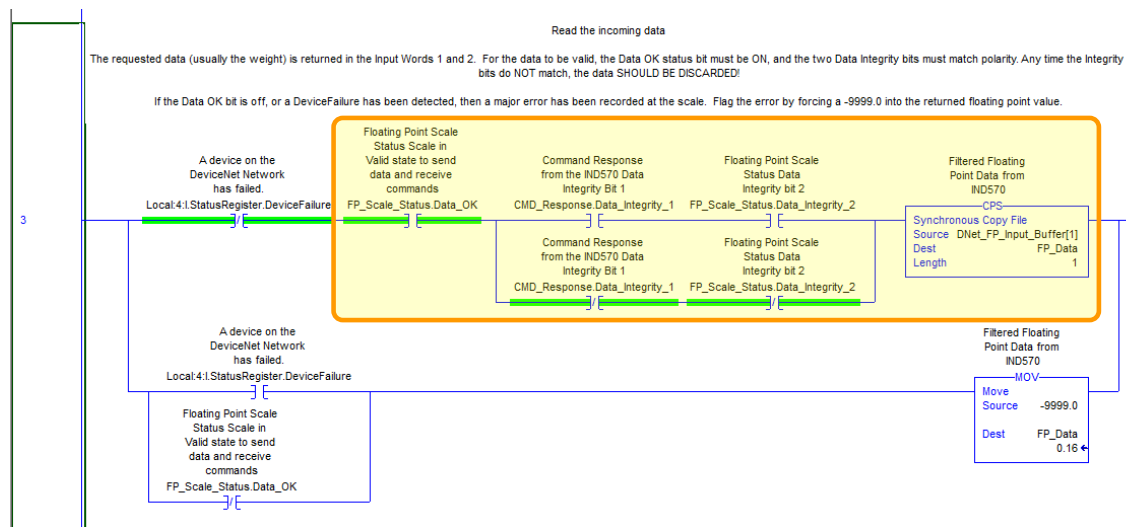 Read the incoming data
The requested data (usually the weight) is returned in the Input Words 1 and 2. For the data to be valid, the Data OK status bit must be ON, and the two Data Integrity bits must match polarity. Any time the Integrity
bits do NOT match, the data SHOULD BE DISCARDED!
If the Data OK bit is off, or a DeviceFailure has been detected, then a major error has been recorded at the scale. Flag the error by forcing a -9999.0 into the returned floating point value.
3
A device on the
DeviceNet Network
has failed.
Local:4:I.StatusRegister.DeviceFailure
Floating Point Scale
Status Scale in
Valid state to send
data and receive
commands
FP_Scale_Status.Data_OK
Command Response
from the IND570 Data
Integrity Bit 1
CMD_Response.Data_Integrity_1
Floating Point Scale
Status Data
Integrity bit 2
FP_Scale_Status.Data_Integrity_2
Filtered Floating
Point Data from
IND570
CPS
Synchronous Copy File
Source DNet_FP_Input_Buffer[1]
Dest FP_Data
Length 1
Command Response
from the IND570 Data
Integrity Bit 1
CMD_Response.Data_Integrity_1
Floating Point Scale
Status Data
Integrity bit 2
FP_Scale_Status.Data_Integrity_2
A device on the
DeviceNet Network
has failed.
Local:4:I.StatusRegister.DeviceFailure
Filtered Floating
Point Data from
IND570
MOV
Move
Source -9999.0
Dest FP_Data
0.16
Floating Point Scale
Status Scale in
Valid state to send
data and receive
commands
FP_Scale_Status.Data_OK